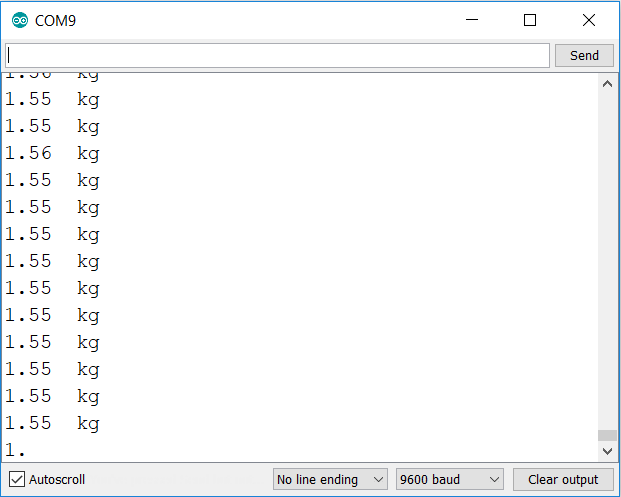 COM9
Send
kg
1.55 kg
1.55 kg
1.56 kg
1.55 kg
1.55 kg
1.55 kg
1.55 kg
1.55 kg
1.55 kg
1.55 kg
1.55 kg
1.55 kg
1.55 kg
1.
Autoscroll
No line ending
9600 baud
Clear output